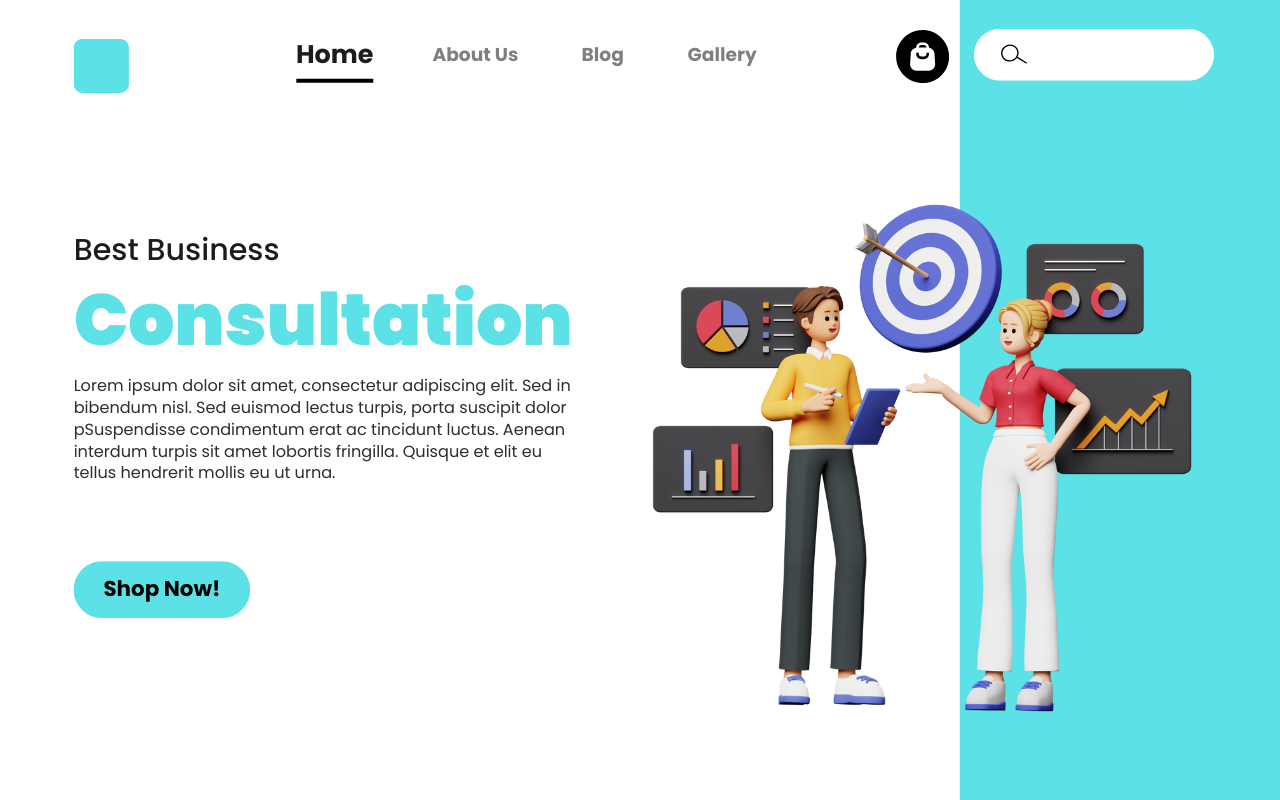 Home
About Us
Blog
Gallery
Best Business
Consultation
Lorem ipsum dolor sit amet, consectetur adipiscing elit. Sed in
bibendum nisl. Sed euismod lectus turpis, porta suscipit dolor
pSuspendisse condimentum erat ac tincidunt luctus. Aenean
interdum turpis sit amet lobortis fringilla. Quisque et elit eu
tellus hendrerit mollis eu ut urna.
Shop Now!